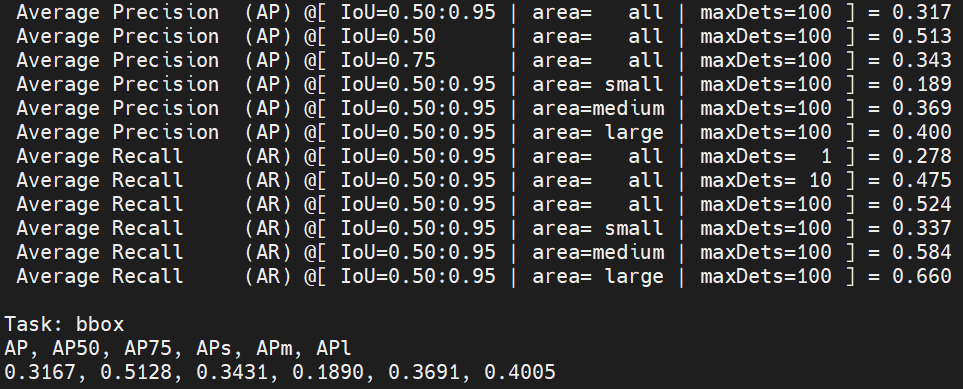 Average Precision  (AP) @[ IoU=0.50:0.95 | area=   all | maxDets=100 ] = 0.317
Average Precision  (AP) @[ IoU=0.50      | area=   all | maxDets=100 ] = 0.513
Average Precision  (AP) @[ IoU=0.75      | area=   all | maxDets=100 ] = 0.343
Average Precision  (AP) @[ IoU=0.50:0.95 | area= small | maxDets=100 ] = 0.189
Average Precision  (AP) @[ IoU=0.50:0.95 | area=medium | maxDets=100 ] = 0.369
Average Precision  (AP) @[ IoU=0.50:0.95 | area= large | maxDets=100 ] = 0.400
Average Recall     (AR) @[ IoU=0.50:0.95 | area=   all | maxDets=  1 ] = 0.278
Average Recall     (AR) @[ IoU=0.50:0.95 | area=   all | maxDets= 10 ] = 0.475
Average Recall     (AR) @[ IoU=0.50:0.95 | area=   all | maxDets=100 ] = 0.524
Average Recall     (AR) @[ IoU=0.50:0.95 | area= small | maxDets=100 ] = 0.337
Average Recall     (AR) @[ IoU=0.50:0.95 | area=medium | maxDets=100 ] = 0.584
Average Recall     (AR) @[ IoU=0.50:0.95 | area= large | maxDets=100 ] = 0.660
Task: bbox
AP, AP50, AP75, APs, APm, APl
0.3167, 0.5128, 0.3431, 0.1890, 0.3691, 0.4005